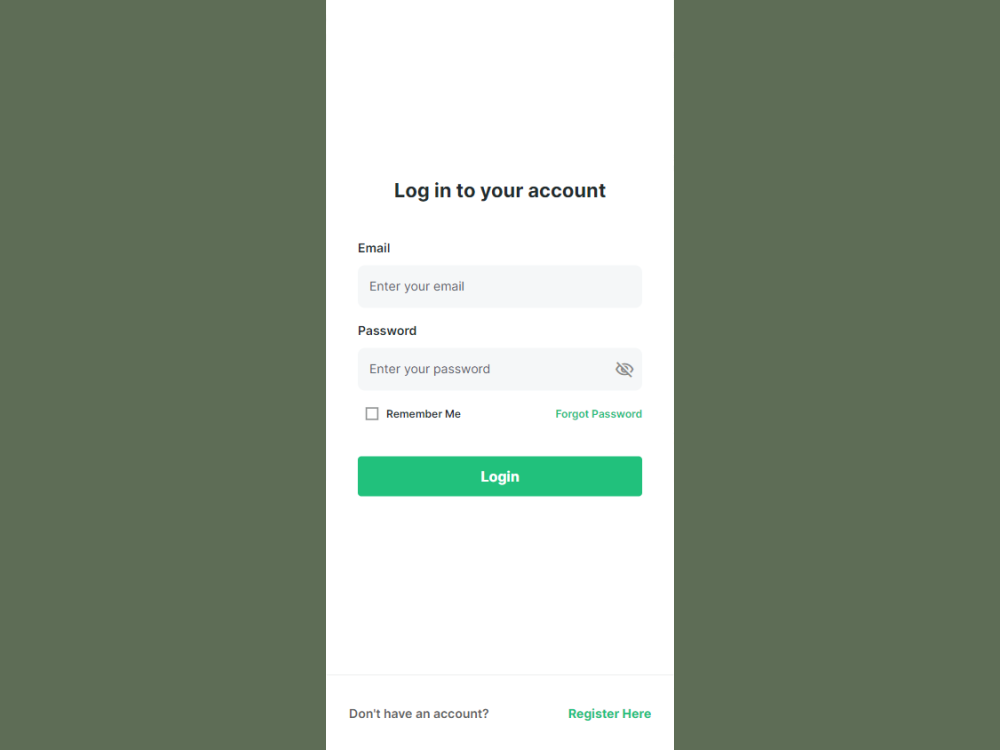 Log in to your account
Email
Enter your email
Password
Enter your password
Remember Me Forgot Password
Login
Don't have an account? Register Here